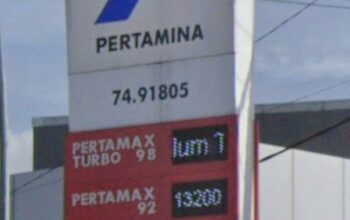 PERTAMINA
74.91805
PERTAMAX
TURBO 98
lum 1
PERTAMAX
92
13200